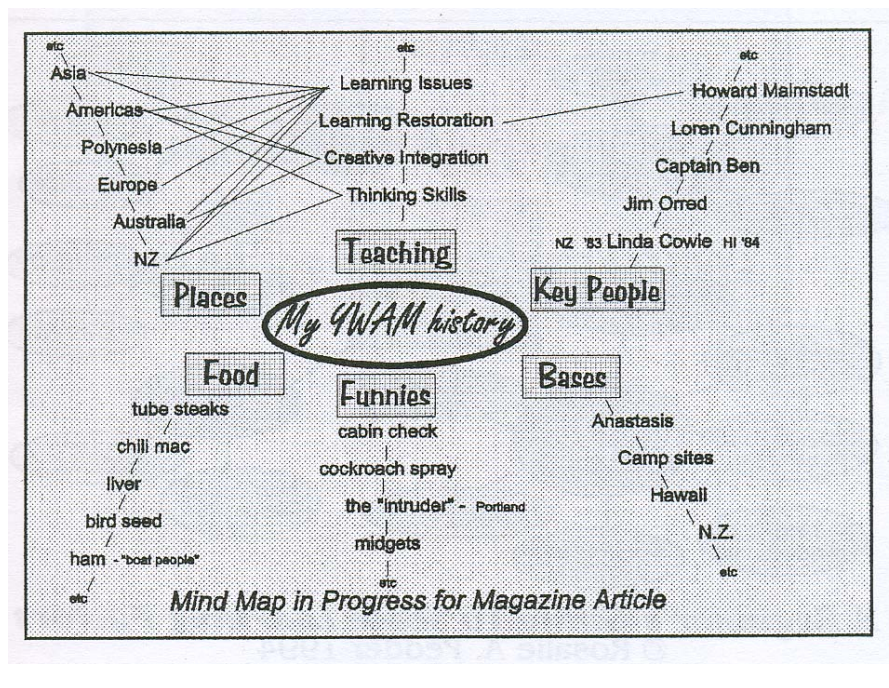 etc
Asia
Americas
Polynesia
Europe
Australia
NZ
Places
etc
Learning Issues
Learning Restoration
Creative Integration
Thinking Skills
Teaching
etc
Howard Malmstadt
Loren Cunningham
Captain Ben
Jim Orred
NZ '83 Linda Cowie HI '84
Key People
My YWAM history
Food
tube steaks
chili mac
liver
bird seed
ham - "boat people"
etc
Funnies
cabin check
cockroach spray
the "intruder" - Portland
midgets
etc
Bases
Anastasis
Camp sites
Hawaii
N.Z.
etc
Mind Map in Progress for Magazine Article
© Rosalie A. Pedder 1994